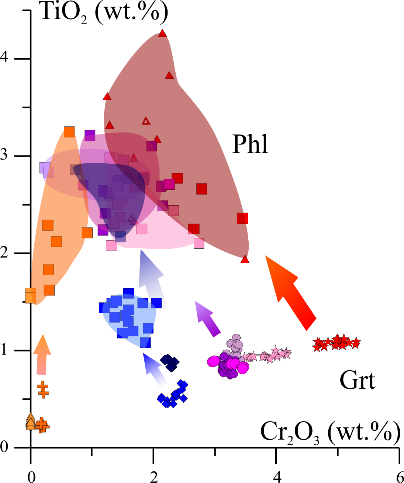 TiO₂ (wt.%)
4
3
Phl
2
1
Grt
Cr₂O₃ (wt.%)
0
0 2 4 6